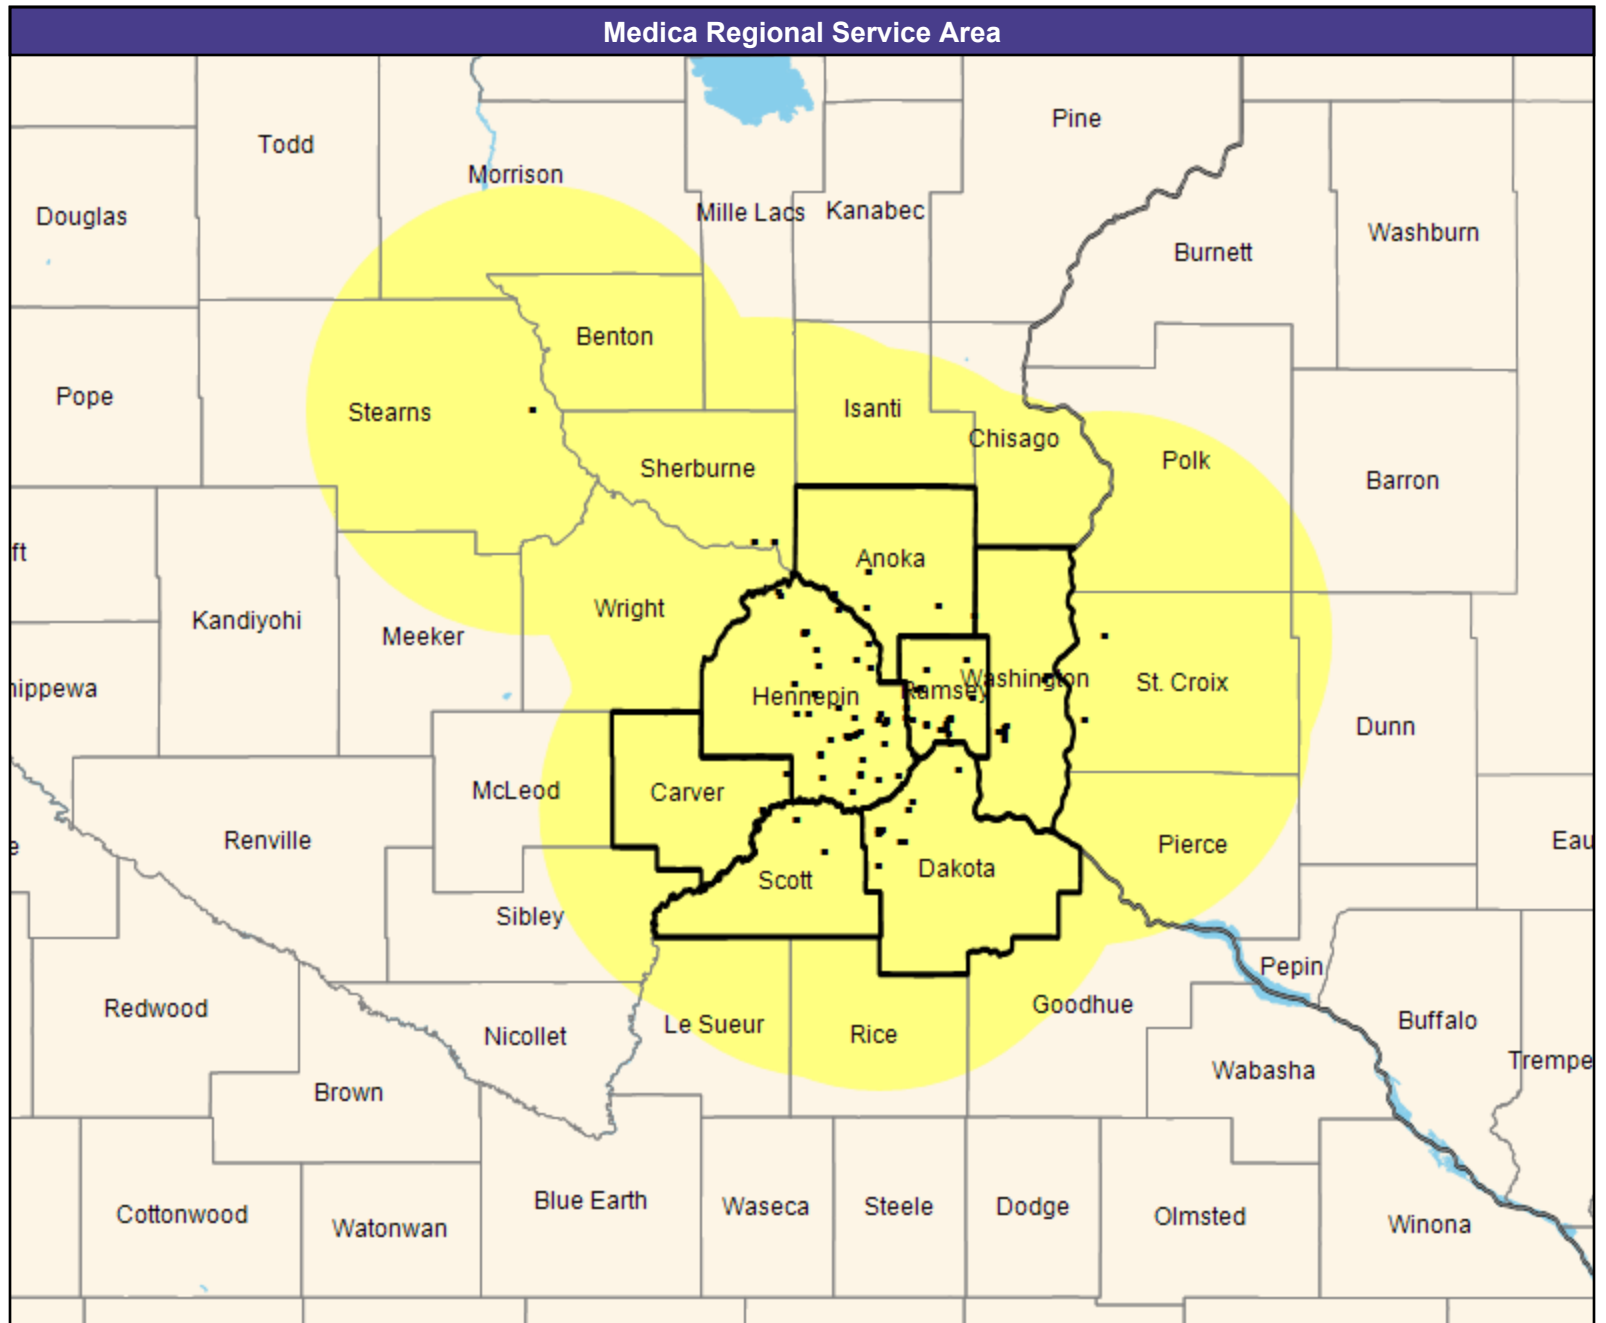 Medica Regional Service Area
Pine
Todd
Morrison
Mille Lacs
Kanabec
Douglas
Washburn
Burnett
Benton
Pope
Stearns
Isanti
Chisago
Polk
Sherburne
Barron
ft
Anoka
Wright
Kandiyohi
Meeker
hippewa
Hennepin
Ramsey
Washington
St. Croix
Dunn
McLeod
Carver
Renville
e
Pierce
Eau
Scott
Dakota
Sibley
Pepin
Redwood
Goodhue
Le Sueur
Rice
Nicollet
Buffalo
Trempe
Wabasha
Brown
Blue Earth
Waseca
Steele
Dodge
Olmsted
Cottonwood
Watonwan
Winona